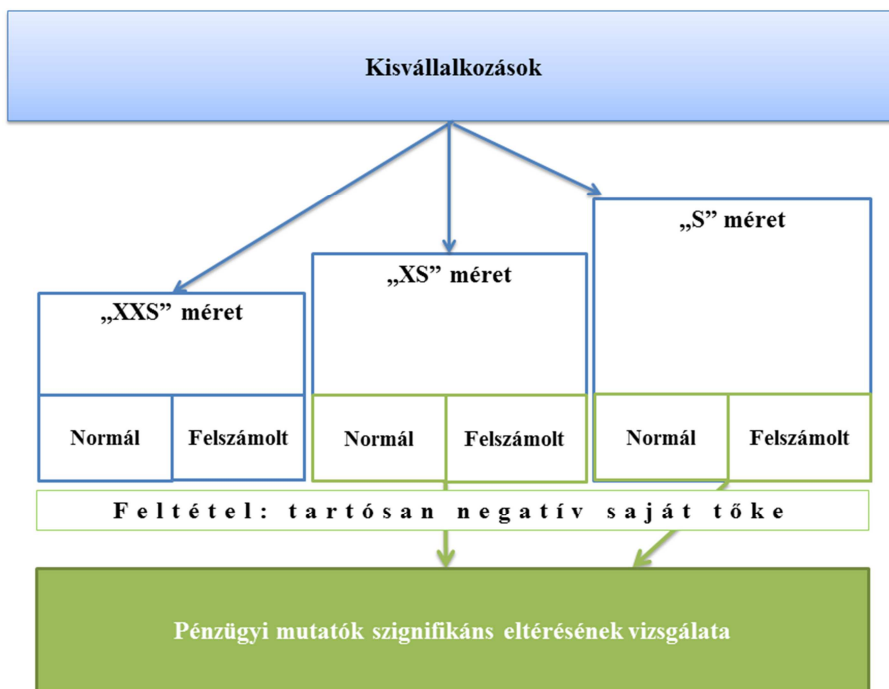 Kisvállalkozások
„S” méret
„XS” méret
„XXS” méret
Normál Felszámolt Normál Felszámolt Normál Felszámolt
Feltétel: tartósan negatív saját tőke
Pénzügyi mutatók szignifikáns eltérésének vizsgálata